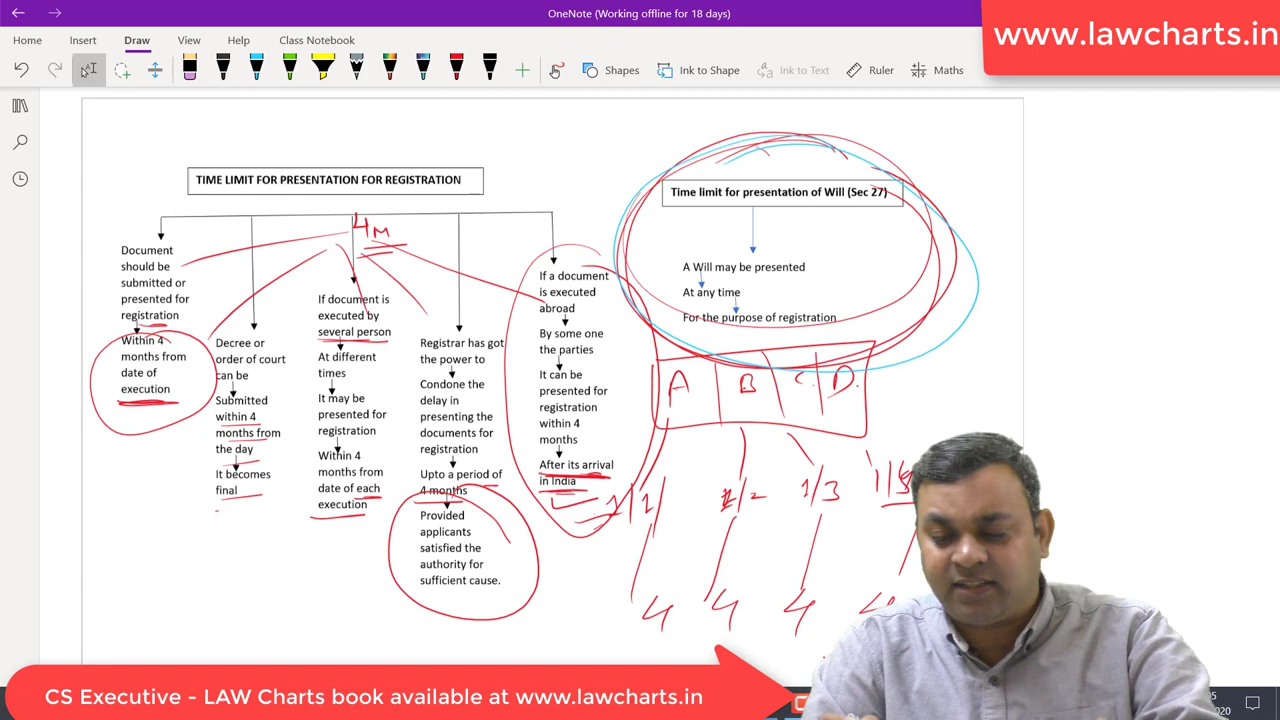 OneNote (Working offline for 18 days)
www.lawcharts.in
Home Insert Draw View Help Class Notebook
Shapes Ink to Shape Ink to Text Ruler Maths
TIME LIMIT FOR PRESENTATION FOR REGISTRATION
4M
Document
should be
submitted or
presented for
registration
Within 4
months from
date of
execution
Decree or
order of court
can be
Submitted
within 4
months from
the day
It becomes
final
If document is
executed by
several person
At different
times
It may be
presented for
registration
Within 4
months from
date of each
execution
Registrar has got
the power to
Condone the
delay in
presenting the
documents for
registration
Upto a period of
4 months
Provided
applicants
satisfied the
authority for
sufficient cause.
If a document
is executed
abroad
By some one
the parties
It can be
presented for
registration
within 4
months
After its arrival
in India
Time limit for presentation of Will (Sec 27)
A Will may be presented
At any time
For the purpose of registration
A B C D
1/1 1/2 1/3
4 4 4
CS Executive - LAW Charts book available at www.lawcharts.in